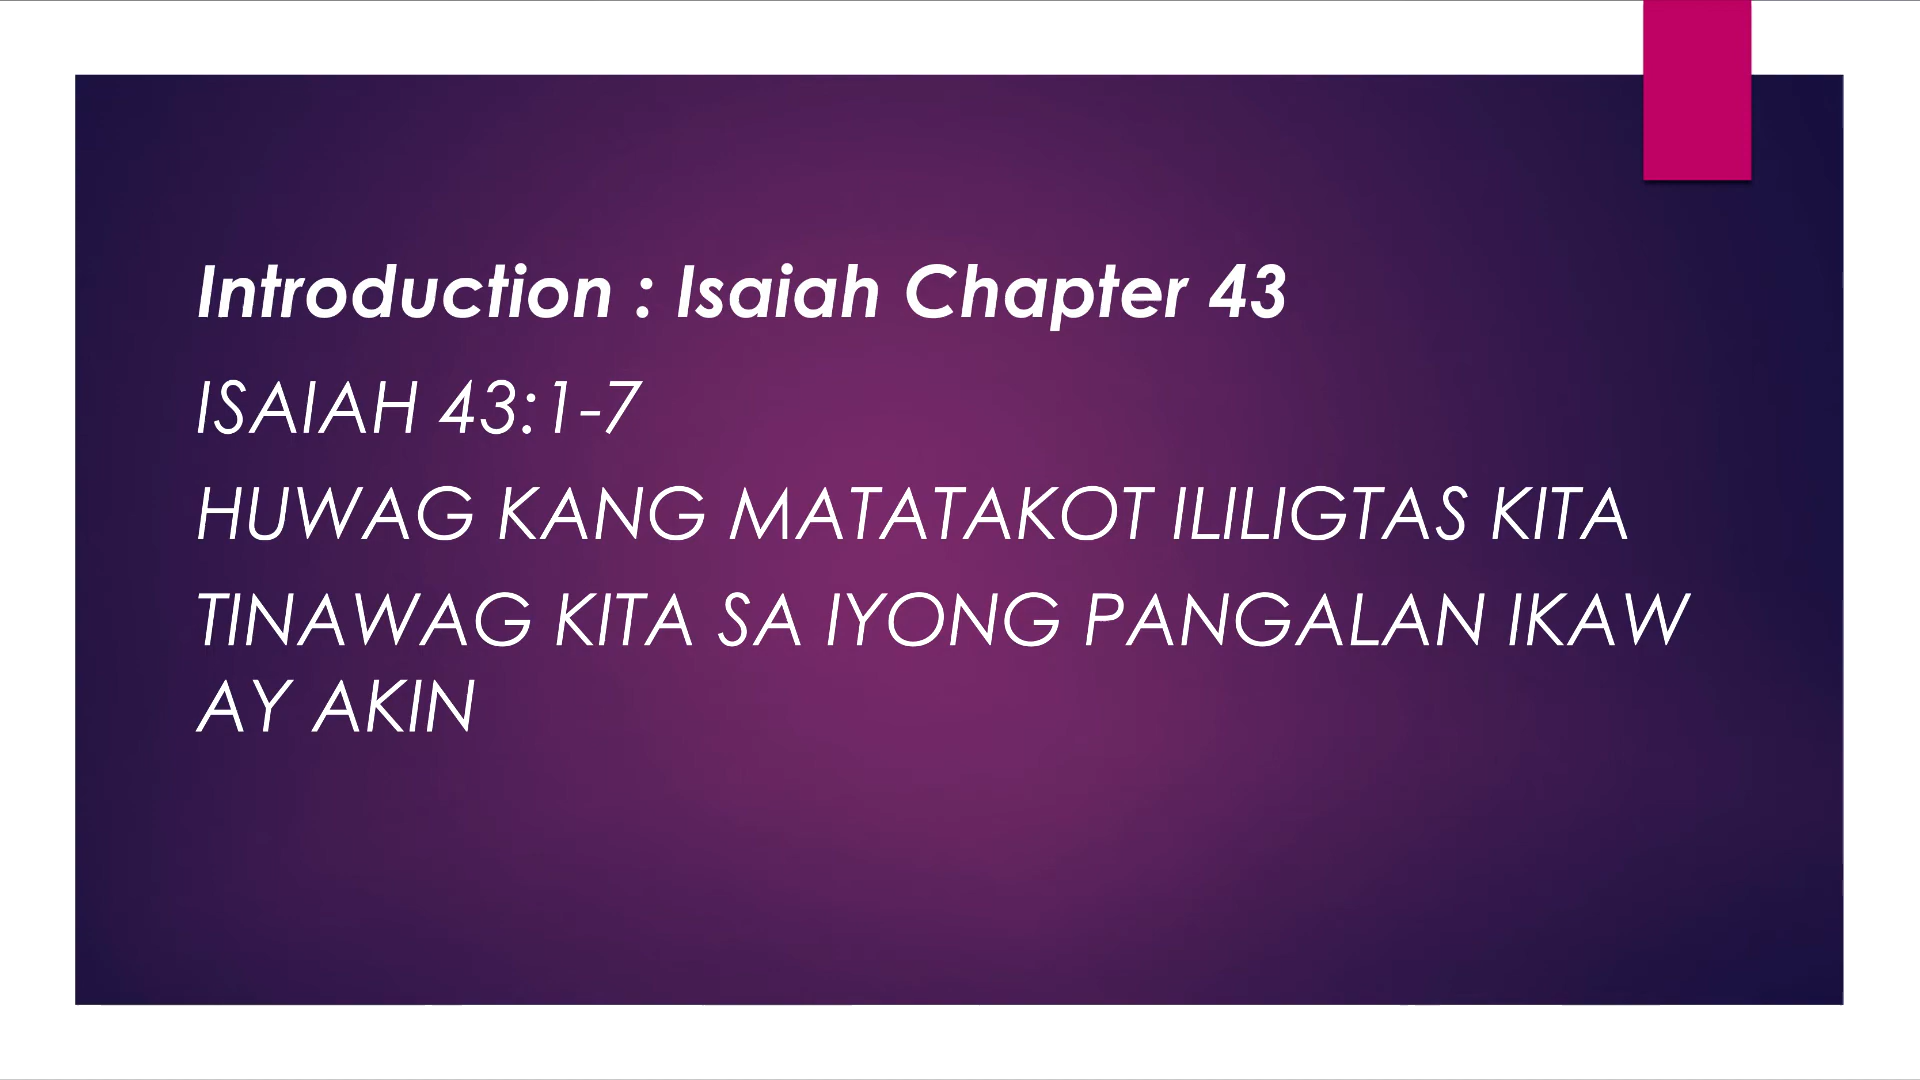 Introduction : Isaiah Chapter 43
ISAIAH 43:1-7
HUWAG KANG MATATAKOT ILILIGTAS KITA
TINAWAG KITA SA IYONG PANGALAN IKAW
AY AKIN